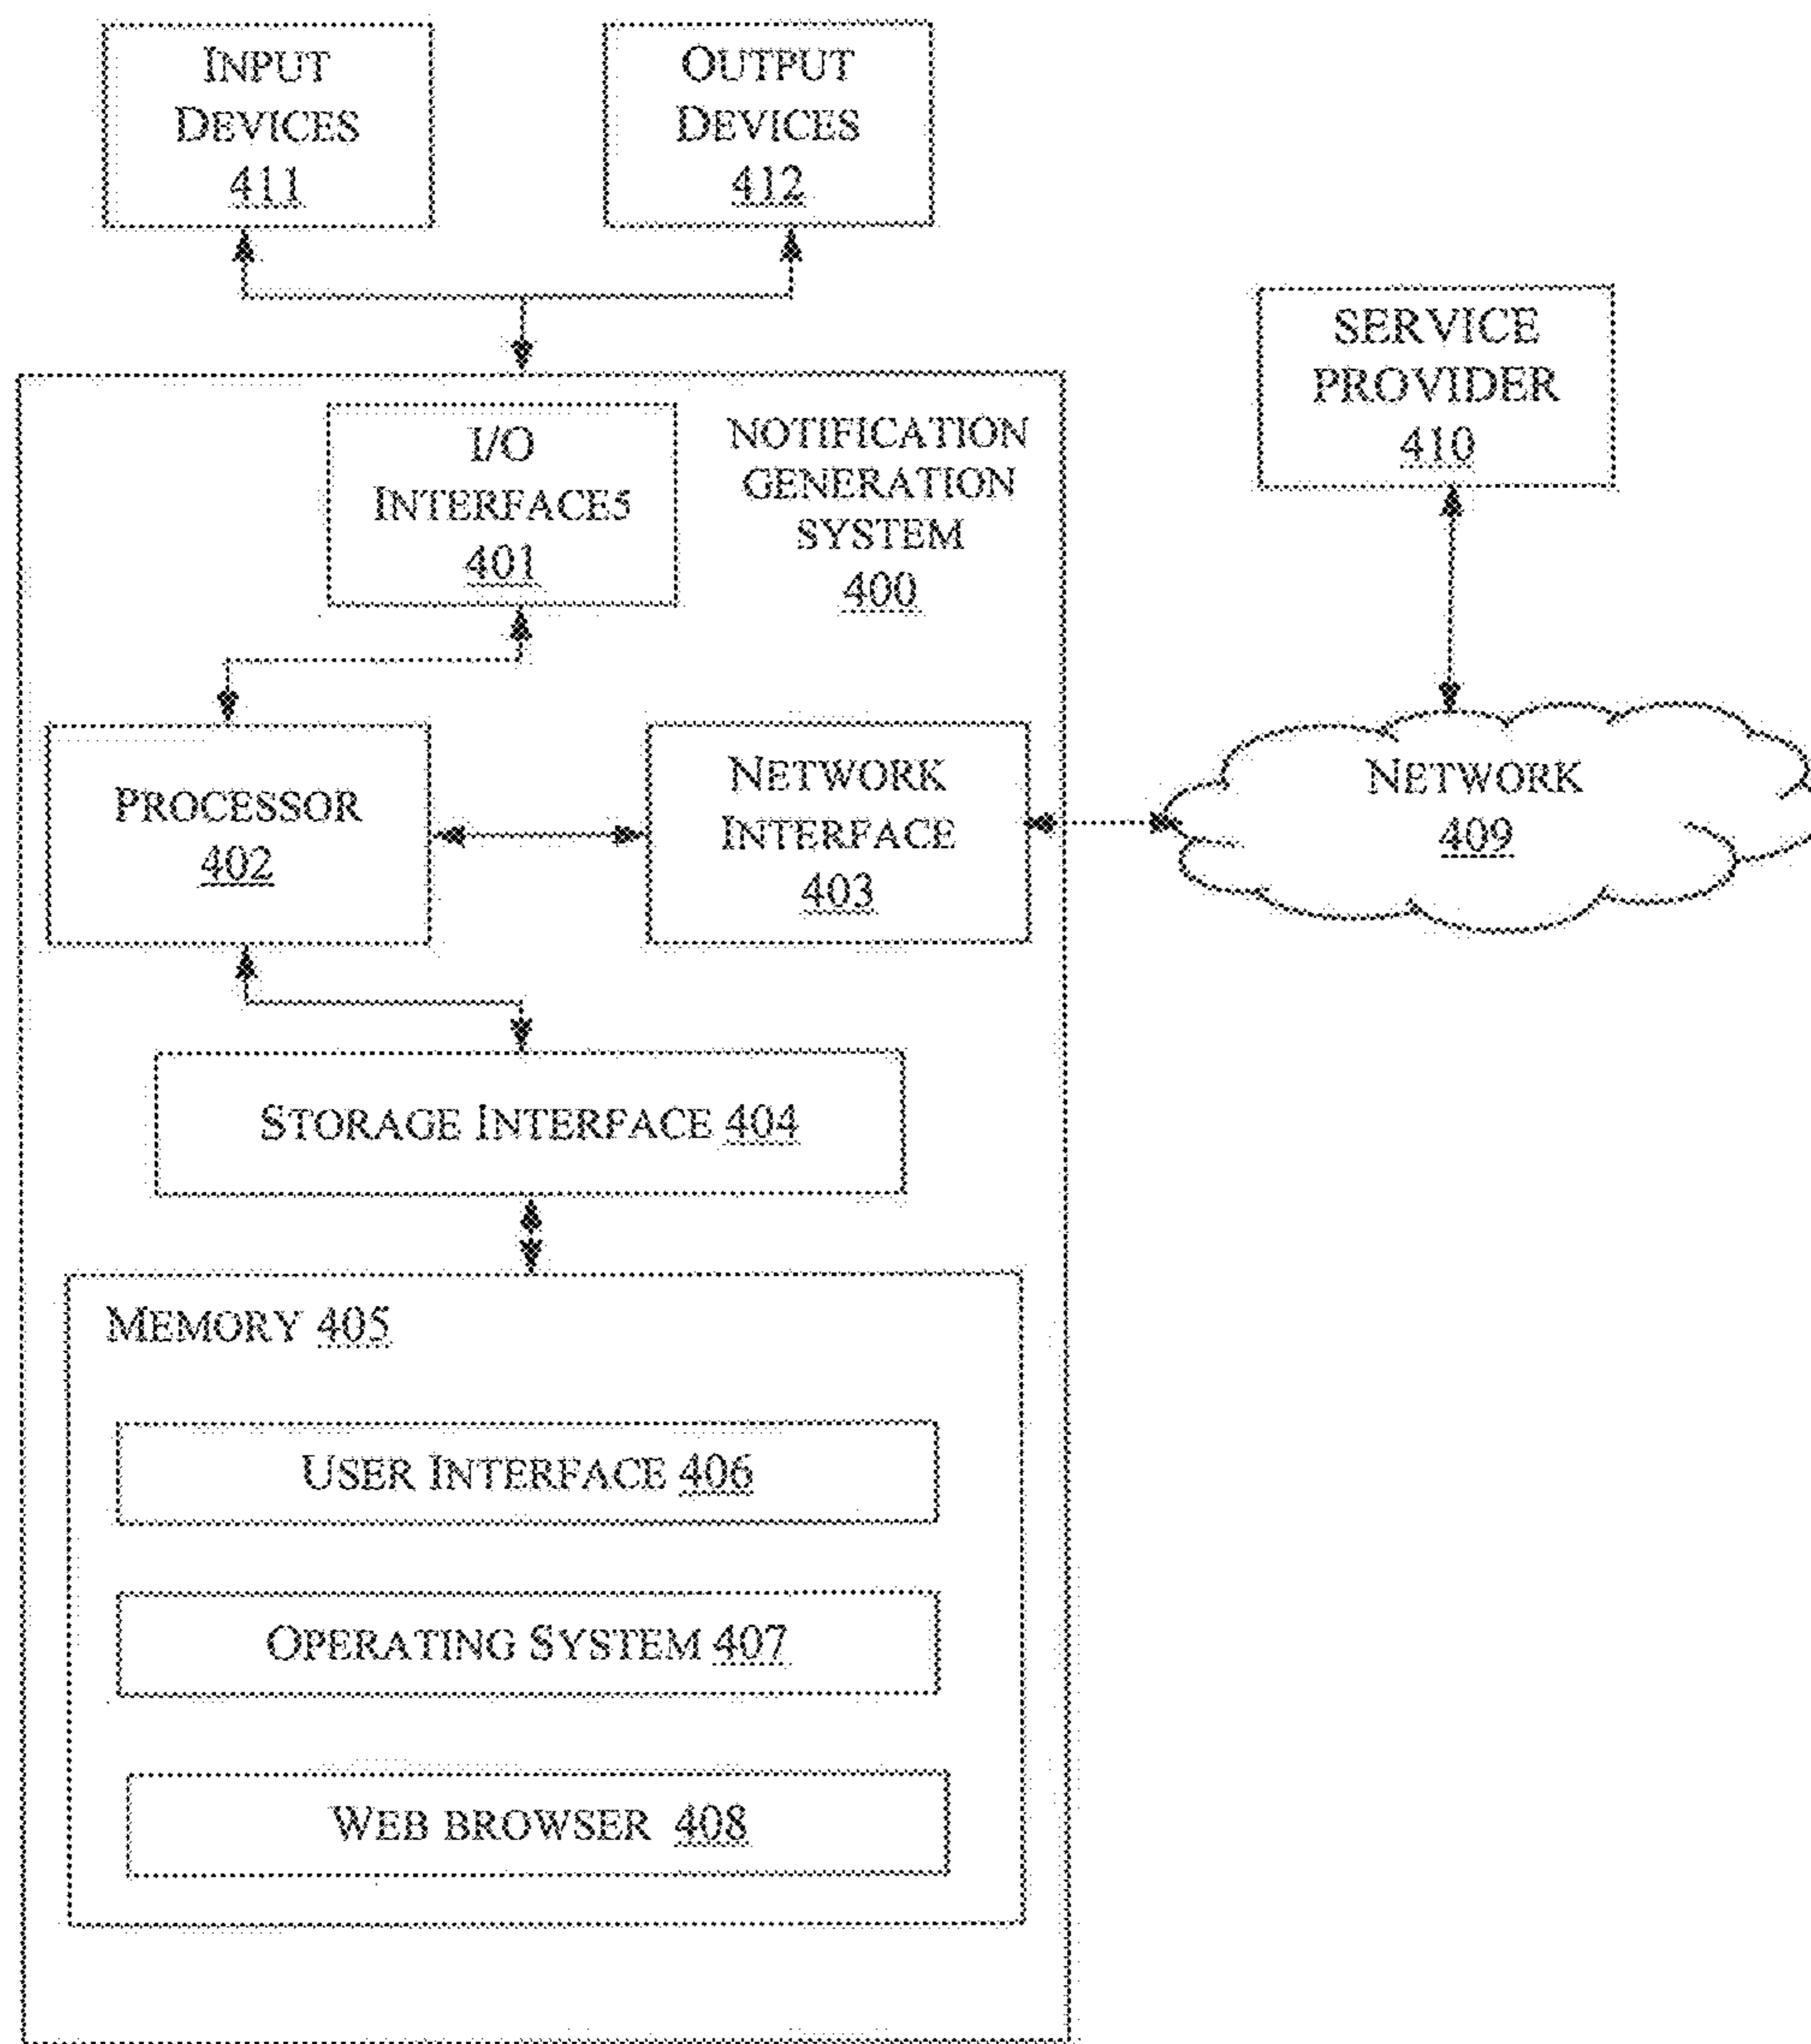 INPUT
DEVICES
411
OUTPUT
DEVICES
412
SERVICE
PROVIDER
410
I/O
INTERFACE5
401
NOTIFICATION
GENERATION
SYSTEM
400
PROCESSOR
402
NETWORK
INTERFACE
403
NETWORK
409
STORAGE INTERFACE 404
MEMORY 405
USER INTERFACE 406
OPERATING SYSTEM 407
WEB BROWSER 408